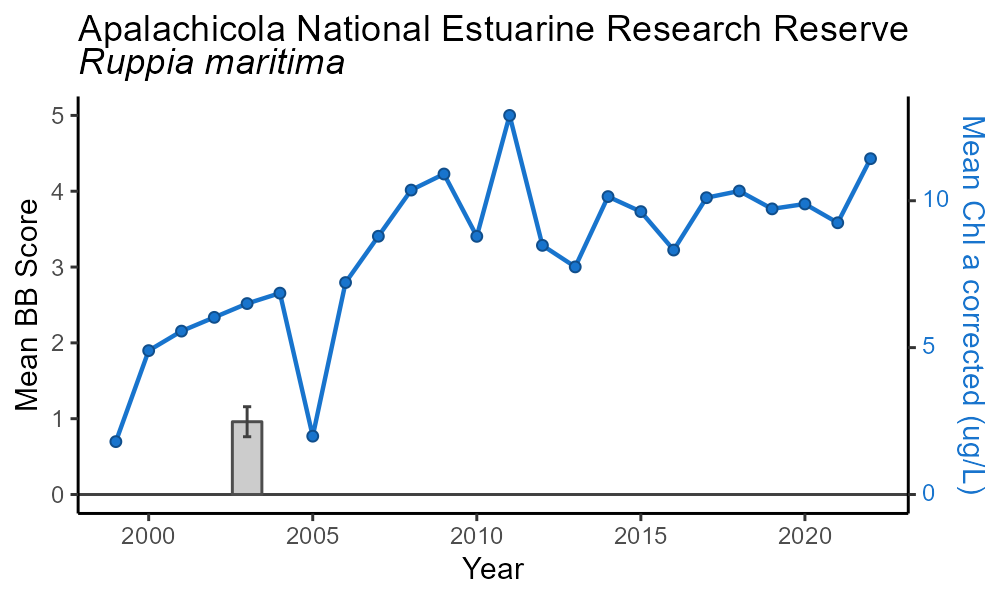 Apalachicola National Estuarine Research Reserve
Ruppia maritima
5
4
3
2
1
0
Mean BB Score
10
5
0
Mean Chl a corrected (ug/L)
2000
2005
2010
2015
2020
Year